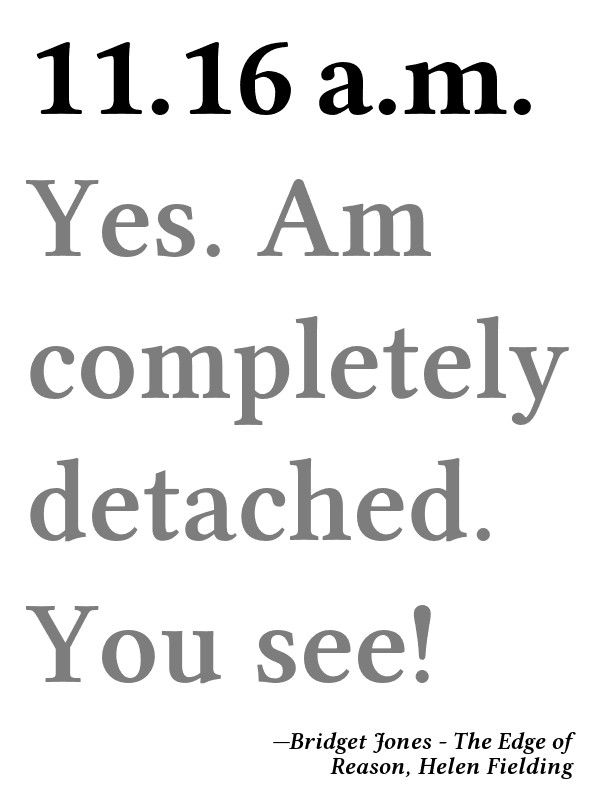 11.16 a.m.
Yes. Am
completely
detached.
You see!
—Bridget Jones - The Edge of
Reason, Helen Fielding